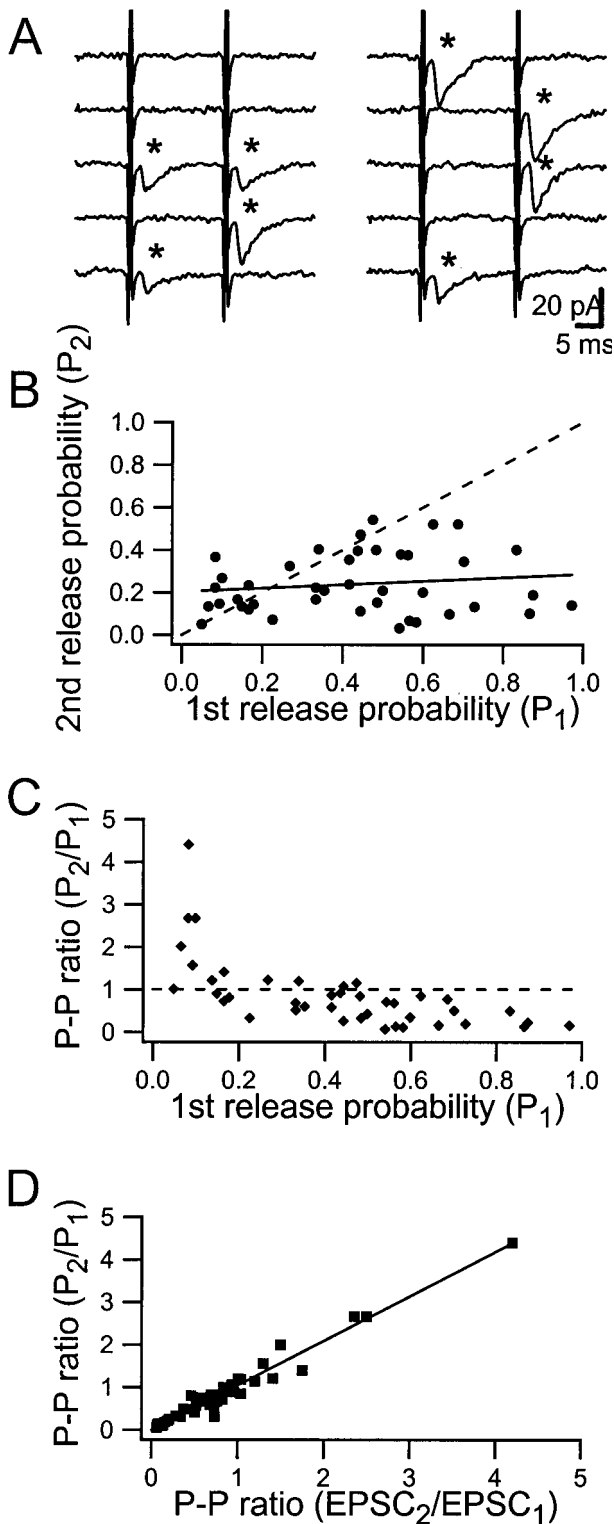 A
*
*
*
*
*
*
*
*
20 pA
5 ms
B
2nd release probability (P2)
1.0
0.8
0.6
0.4
0.2
0.0
0.0 0.2 0.4 0.6 0.8 1.0
1st release probability (P1)
C
P-P ratio (P2/P1)
5
4
3
2
1
0
0.0 0.2 0.4 0.6 0.8 1.0
1st release probability (P1)
D
P-P ratio (P2/P1)
5
4
3
2
1
0
0 1 2 3 4 5
P-P ratio (EPSC2/EPSC1)